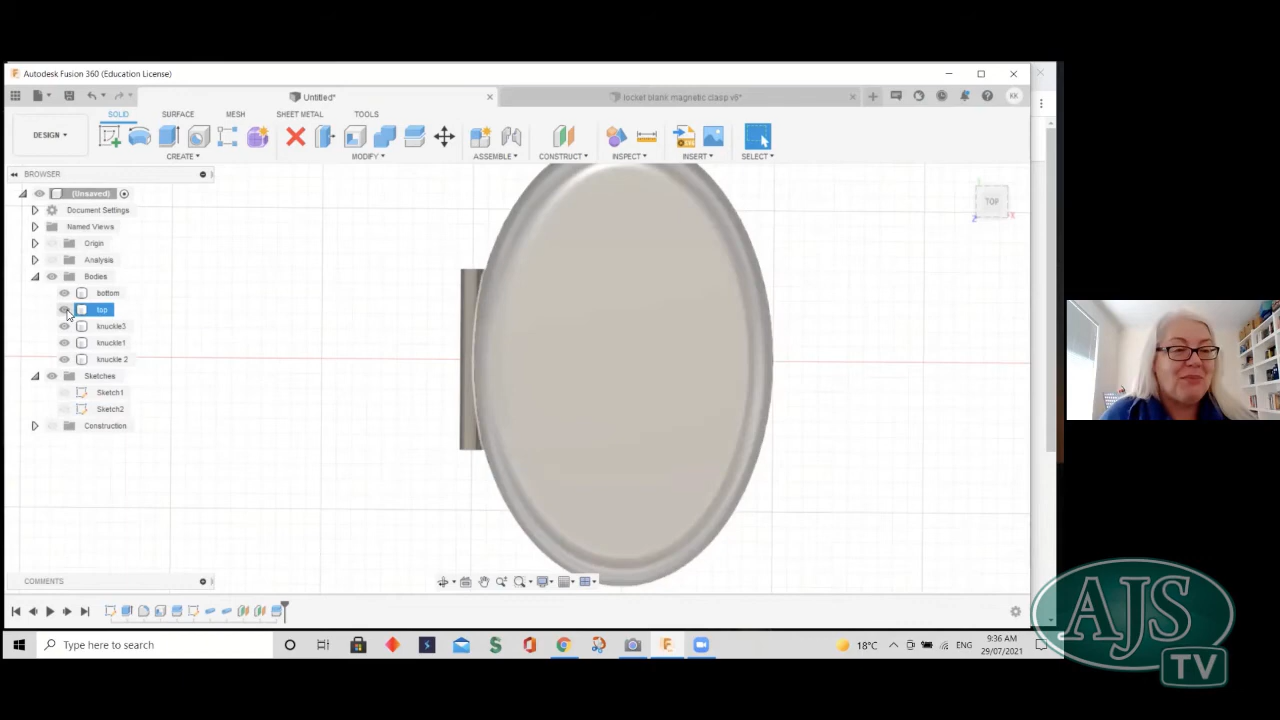 Autodesk Fusion 360 (Education License)
Untitled*
locket blank magnetic clasp v6*
KK
SOLID
SURFACE
MESH
SHEET METAL
TOOLS
DESIGN
CREATE
MODIFY
ASSEMBLE
CONSTRUCT
INSPECT
INSERT
SELECT
BROWSER
(Unsaved)
Document Settings
Named Views
Origin
Analysis
Bodies
bottom
top
knuckle3
knuckle1
knuckle 2
Sketches
Sketch1
Sketch2
Construction
TOP
Z
X
COMMENTS
Type here to search
18°C
ENG
9:36 AM
29/07/2021
AJS
TV